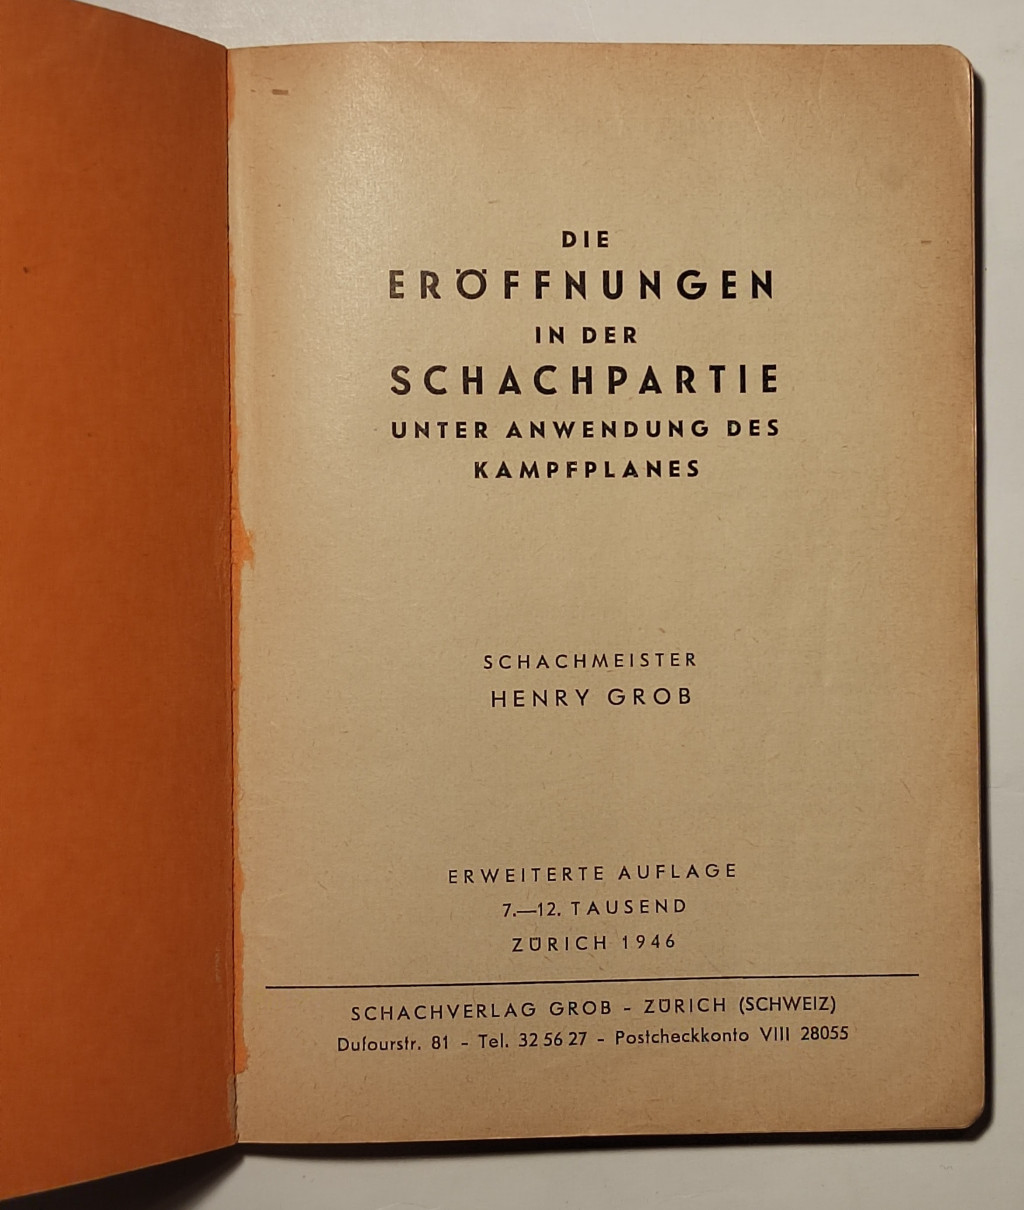 DIE
ERÖFFNUNGEN
IN DER
SCHACHPARTIE
UNTER ANWENDUNG DES
KAMPFPLANES
SCHACHMEISTER
HENRY GROB
ERWEITERTE AUFLAGE
7.—12. TAUSEND
ZÜRICH 1946
SCHACHVERLAG GROB - ZÜRICH (SCHWEIZ)
Dufourstr. 81 - Tel. 32 56 27 - Postcheckkonto VIII 28055